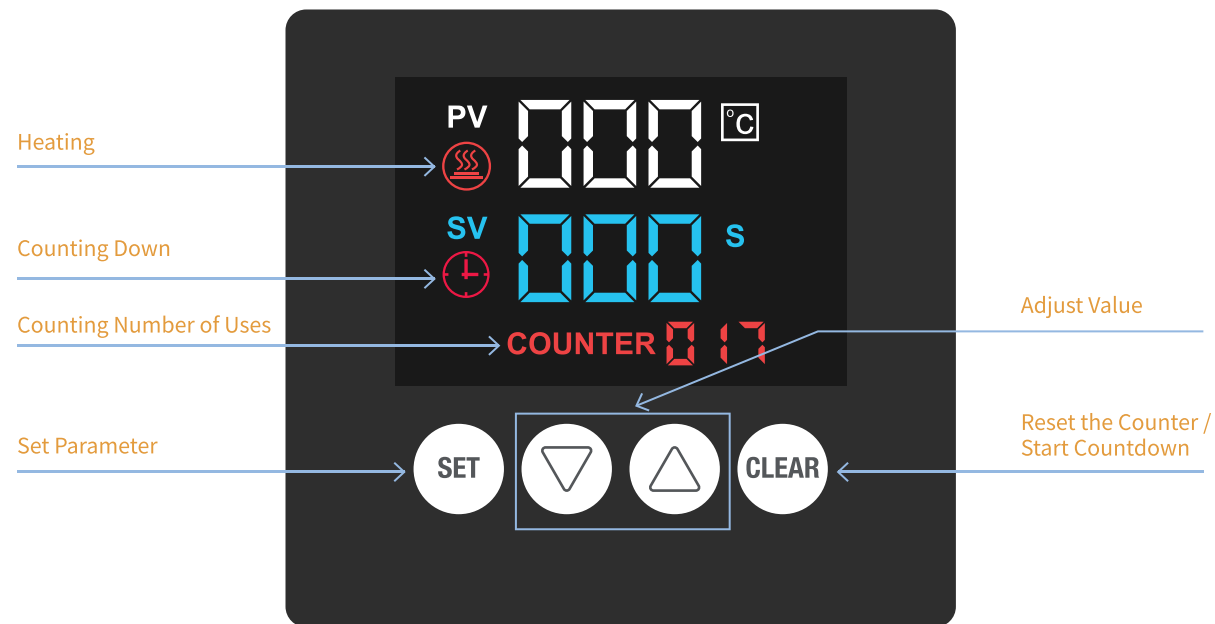 PV 000 °C
Heating
SV 000 S
Counting Down
Counting Number of Uses
COUNTER 017
Adjust Value
Set Parameter
SET
CLEAR
Reset the Counter /
Start Countdown